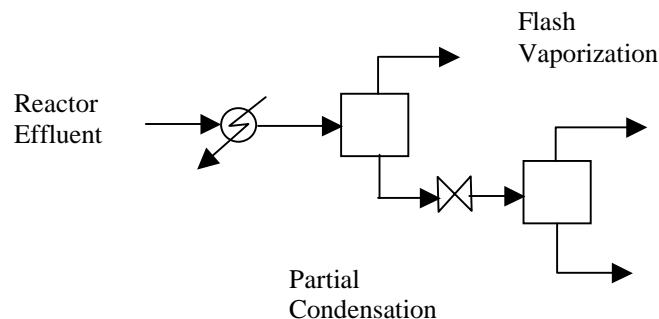 Flash
Vaporization
Reactor
Effluent
Partial
Condensation